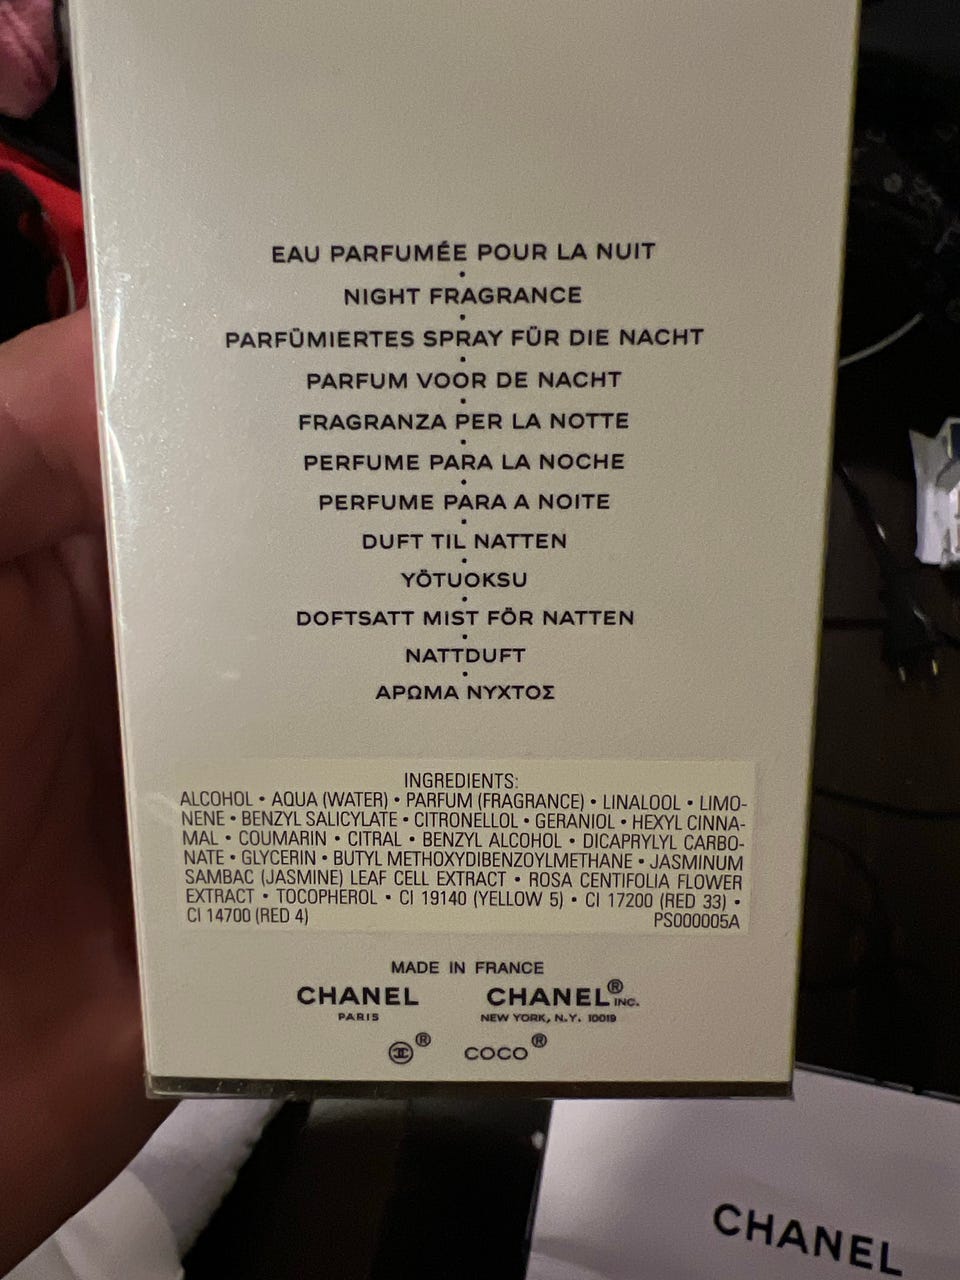 EAU PARFUMÉE POUR LA NUIT
•
NIGHT FRAGRANCE
•
PARFÜMIERTES SPRAY FÜR DIE NACHT
•
PARFUM VOOR DE NACHT
•
FRAGRANZA PER LA NOTTE
•
PERFUME PARA LA NOCHE
•
PERFUME PARA A NOITE
•
DUFT TIL NATTEN
•
YÖTUOKSU
•
DOFTSATT MIST FÖR NATTEN
•
NATTDUFT
•
ΑΡΩΜΑ ΝΥΧΤΟΣ
INGREDIENTS:
ALCOHOL • AQUA (WATER) • PARFUM (FRAGRANCE) • LINALOOL • LIMO-
NENE • BENZYL SALICYLATE • CITRONELLOL • GERANIOL • HEXYL CINNA-
MAL • COUMARIN • CITRAL • BENZYL ALCOHOL • DICAPRYLYL CARBO-
NATE • GLYCERIN • BUTYL METHOXYDIBENZOYLMETHANE • JASMINUM
SAMBAC (JASMINE) LEAF CELL EXTRACT • ROSA CENTIFOLIA FLOWER
EXTRACT • TOCOPHEROL • CI 19140 (YELLOW 5) • CI 17200 (RED 33) •
CI 14700 (RED 4) PS000005A
MADE IN FRANCE
CHANEL CHANEL® INC.
PARIS NEW YORK, N.Y. 10019
® COCO®
CHANEL